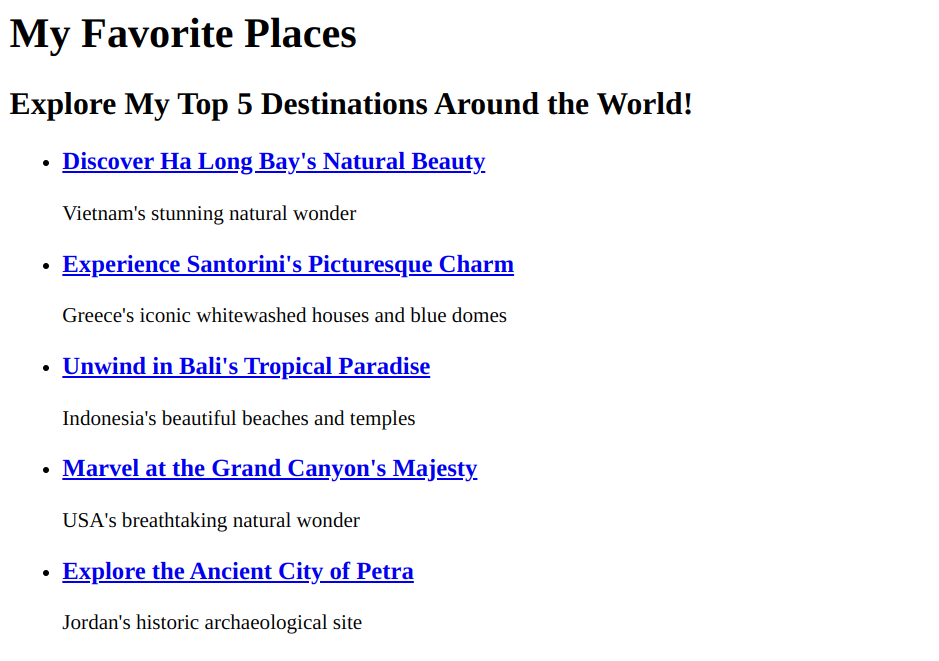 My Favorite Places
Explore My Top 5 Destinations Around the World!
Discover Ha Long Bay's Natural Beauty
Vietnam's stunning natural wonder
Experience Santorini's Picturesque Charm
Greece's iconic whitewashed houses and blue domes
Unwind in Bali's Tropical Paradise
Indonesia's beautiful beaches and temples
Marvel at the Grand Canyon's Majesty
USA's breathtaking natural wonder
Explore the Ancient City of Petra
Jordan's historic archaeological site